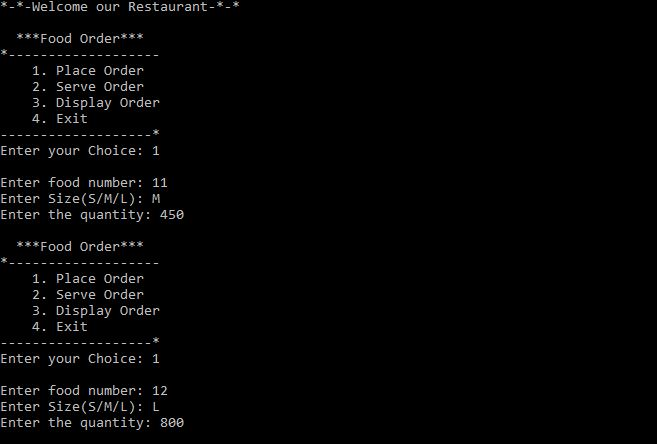 *-*-Welcome our Restaurant-*-*
***Food Order***
*-------------------
1. Place Order
2. Serve Order
3. Display Order
4. Exit
-------------------*
Enter your Choice: 1
Enter food number: 11
Enter Size(S/M/L): M
Enter the quantity: 450
***Food Order***
*-------------------
1. Place Order
2. Serve Order
3. Display Order
4. Exit
-------------------*
Enter your Choice: 1
Enter food number: 12
Enter Size(S/M/L): L
Enter the quantity: 800